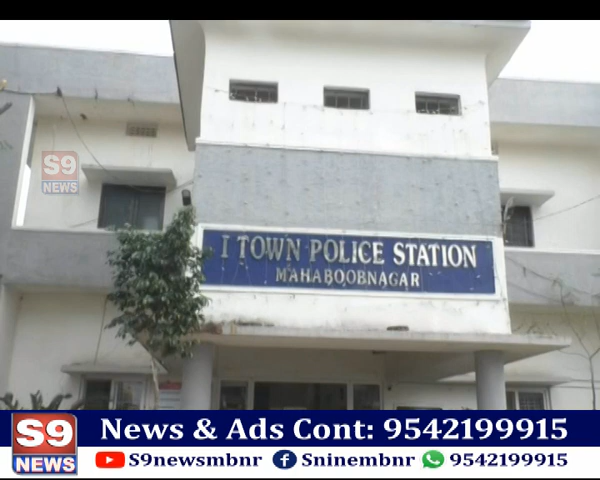 S9
NEWS
I TOWN POLICE STATION
MAHABOOBNAGAR
S9
NEWS
News & Ads Cont: 9542199915
S9newsmbnr Sninembnr 9542199915